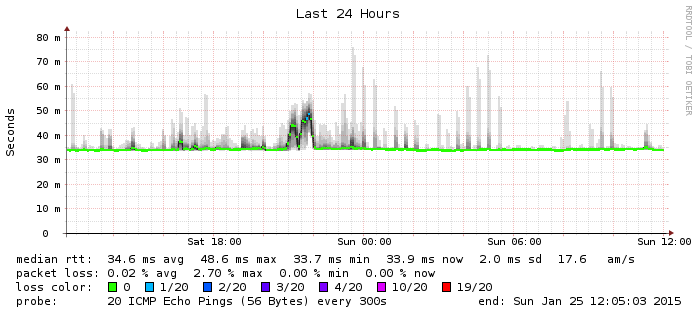 Last 24 Hours
RRDTOOL / TOBI OETIKER
Seconds
80 m
70 m
60 m
50 m
40 m
30 m
20 m
10 m
0
Sat 18:00 Sun 00:00 Sun 06:00 Sun 12:00
median rtt: 34.6 ms avg 48.6 ms max 33.7 ms min 33.9 ms now 2.0 ms sd 17.6 am/s
packet loss: 0.02 % avg 2.70 % max 0.00 % min 0.00 % now
loss color: 0 1/20 2/20 3/20 4/20 10/20 19/20
probe: 20 ICMP Echo Pings (56 Bytes) every 300s end: Sun Jan 25 12:05:03 2015